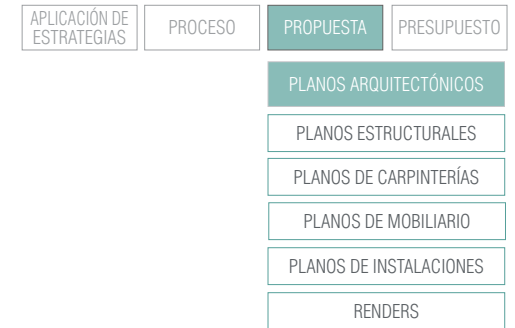 APLICACIÓN DE
ESTRATEGIAS
PROCESO
PROPUESTA
PRESUPUESTO
PLANOS ARQUITECTÓNICOS
PLANOS ESTRUCTURALES
PLANOS DE CARPINTERÍAS
PLANOS DE MOBILIARIO
PLANOS DE INSTALACIONES
RENDERS